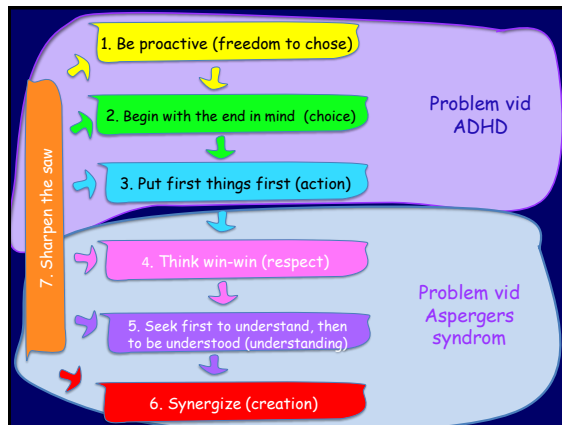 1. Be proactive (freedom to chose)
2. Begin with the end in mind (choice)
3. Put first things first (action)
Problem vid
ADHD
7. Sharpen the saw
4. Think win-win (respect)
5. Seek first to understand, then
to be understood (understanding)
6. Synergize (creation)
Problem vid
Aspergers
syndrom